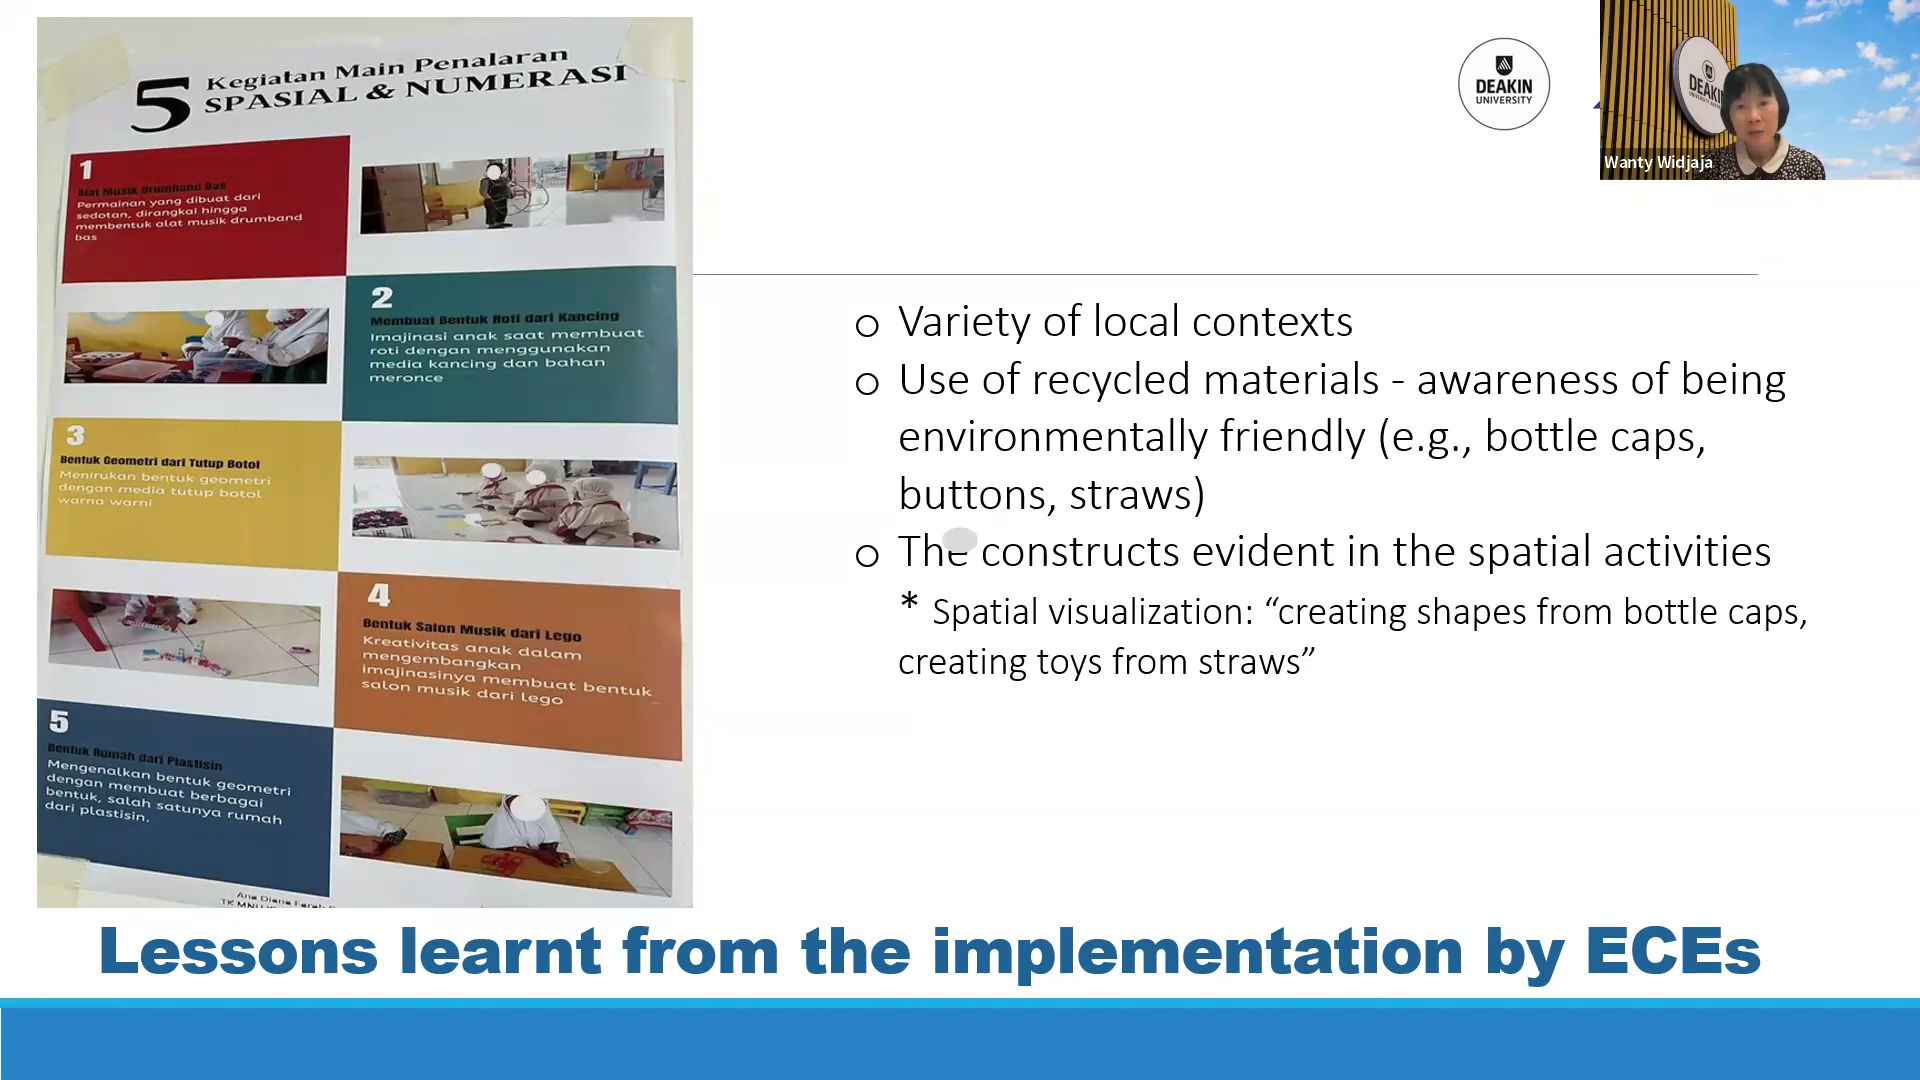 5 Kegiatan Main Penalaran
SPASIAL & NUMERASI
1
Alat Musik Drumband Bas
Permainan yang dibuat dari
sedotan, dirangkai hingga
membentuk alat musik drumband
bas
2
Membuat Bentuk Roti dari Kancing
Imajinasi anak saat membuat
roti dengan menggunakan
media kancing dan bahan
meronce
3
Bentuk Geometri dari Tutup Botol
Menirukan bentuk geometri
dengan media tutup botol
warna warni
4
Bentuk Salon Musik dari Lego
Kreativitas anak dalam
mengembangkan
imajinasinya membuat bentuk
salon musik dari lego
5
Bentuk Rumah dari Plastisin
Mengenalkan bentuk geometri
dengan membuat berbagai
bentuk, salah satunya rumah
dari plastisin.
DEAKIN
UNIVERSITY
DEAKIN
Wanty Widjaja
o Variety of local contexts
o Use of recycled materials - awareness of being
environmentally friendly (e.g., bottle caps,
buttons, straws)
o The constructs evident in the spatial activities
* Spatial visualization: “creating shapes from bottle caps,
creating toys from straws”
Lessons learnt from the implementation by ECEs